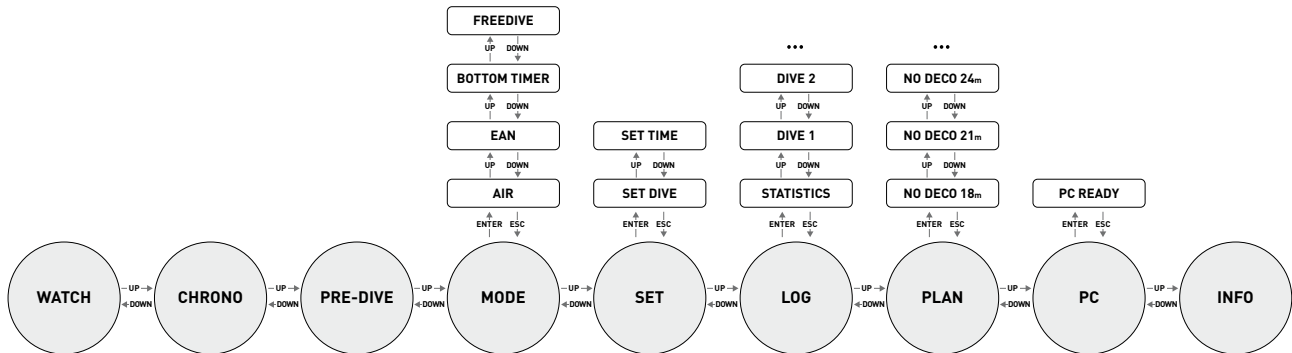 FREEDIVE
UP DOWN
••• •••
BOTTOM TIMER DIVE 2 NO DECO 24m
UP DOWN UP DOWN UP DOWN
EAN SET TIME DIVE 1 NO DECO 21m
UP DOWN UP DOWN UP DOWN UP DOWN
AIR SET DIVE STATISTICS NO DECO 18m PC READY
ENTER ESC ENTER ESC ENTER ESC ENTER ESC ENTER ESC
UP UP UP UP UP UP UP UP
WATCH CHRONO PRE-DIVE MODE SET LOG PLAN PC INFO
DOWN DOWN DOWN DOWN DOWN DOWN DOWN DOWN